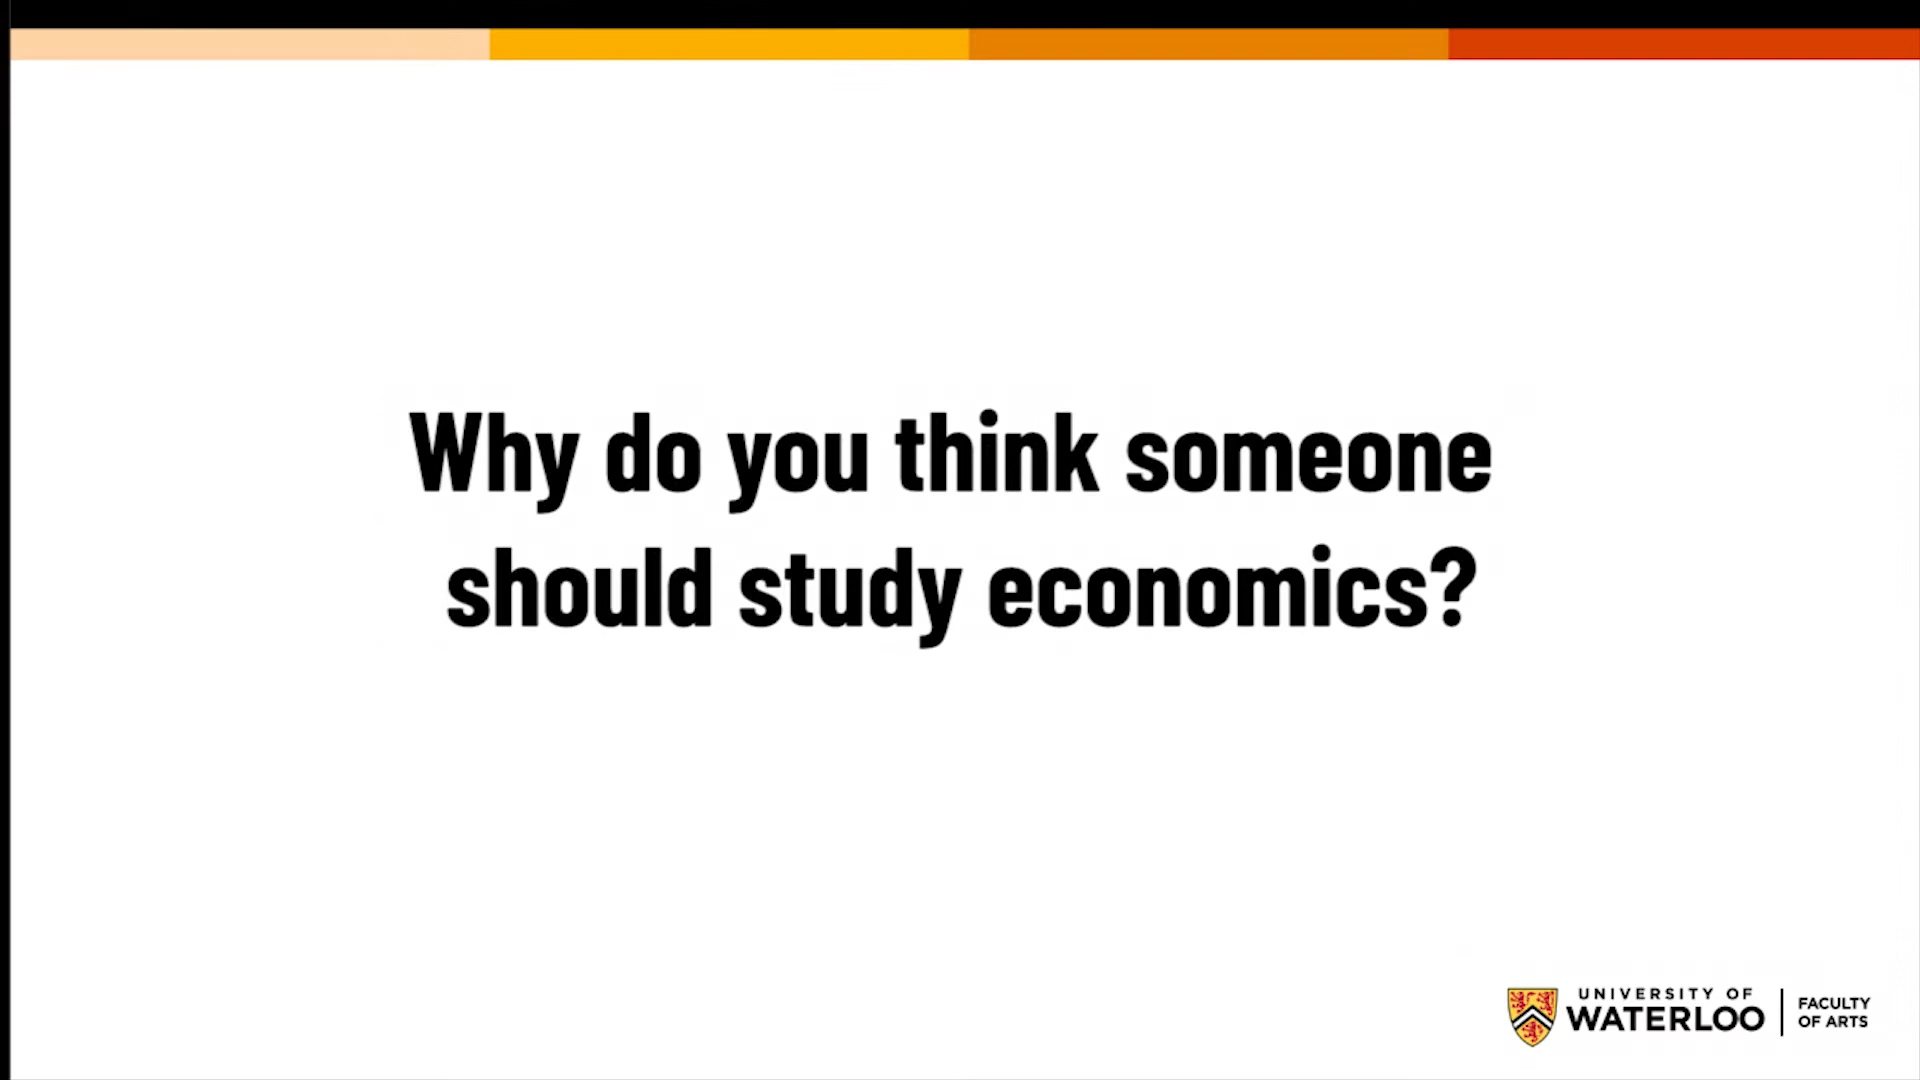 Why do you think someone
should study economics?
UNIVERSITY OF
WATERLOO
FACULTY
OF ARTS